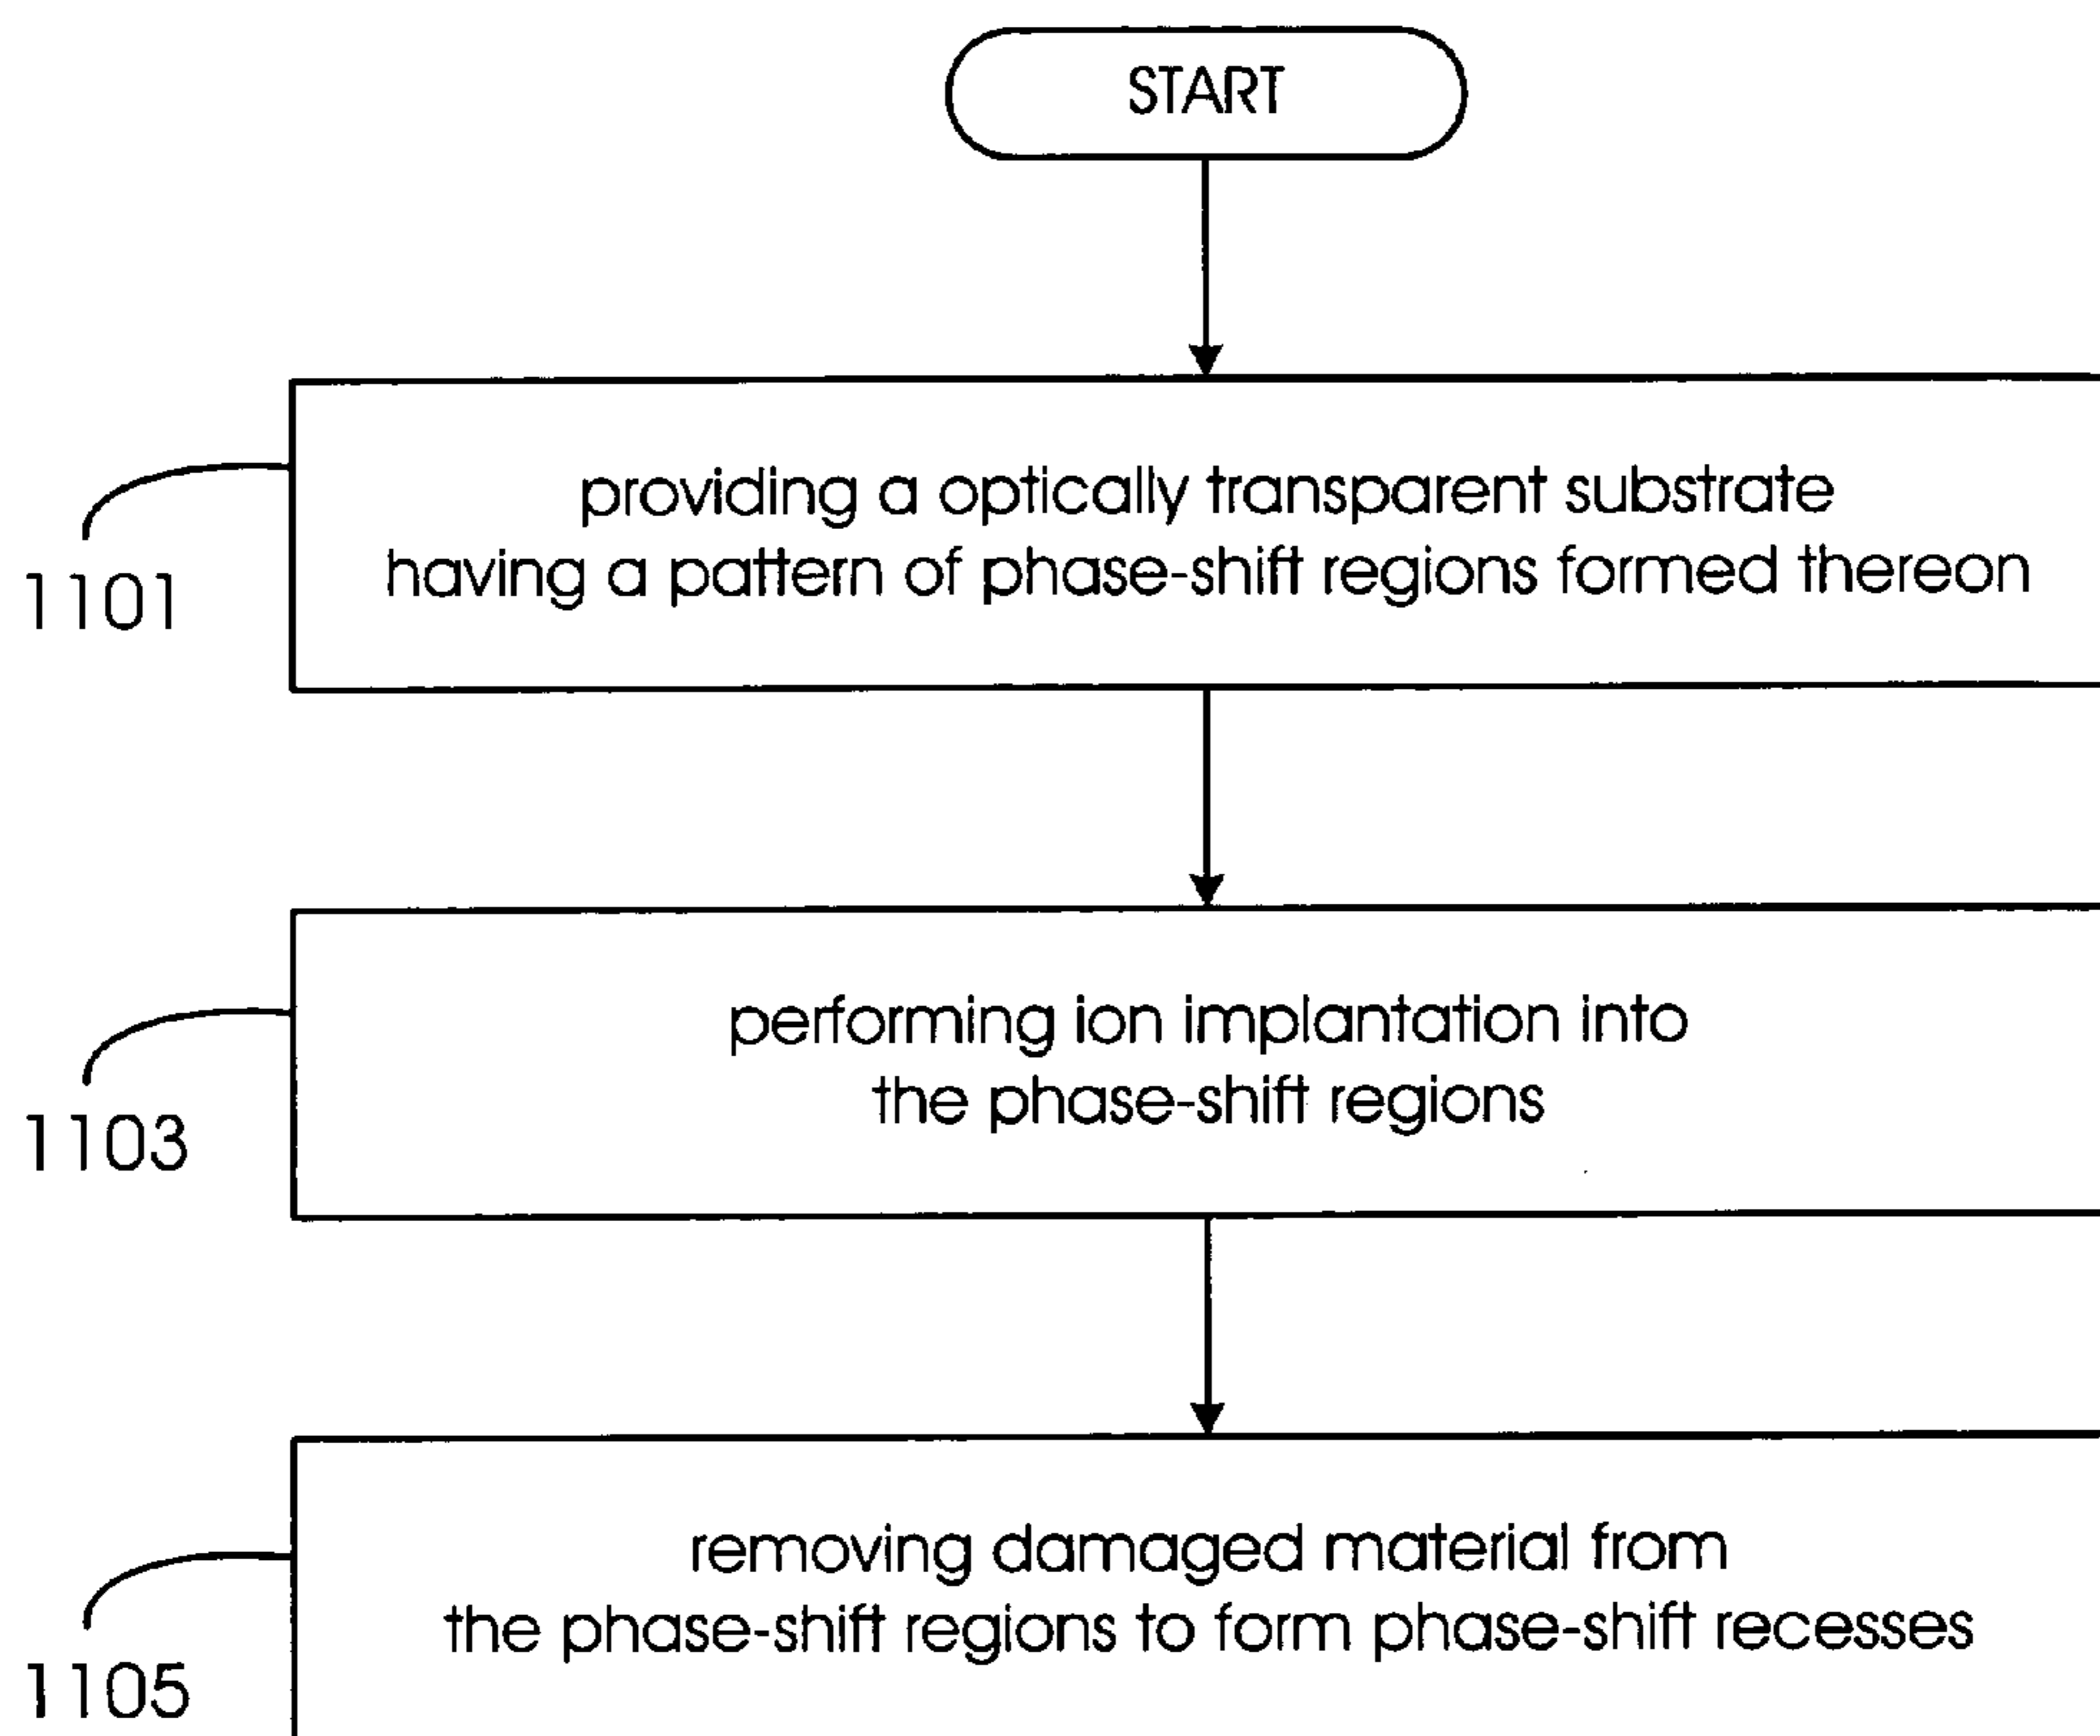 START
providing a optically transparent substrate
having a pattern of phase-shift regions formed thereon
1101
performing ion implantation into
the phase-shift regions
1103
removing damaged material from
the phase-shift regions to form phase-shift recesses
1105